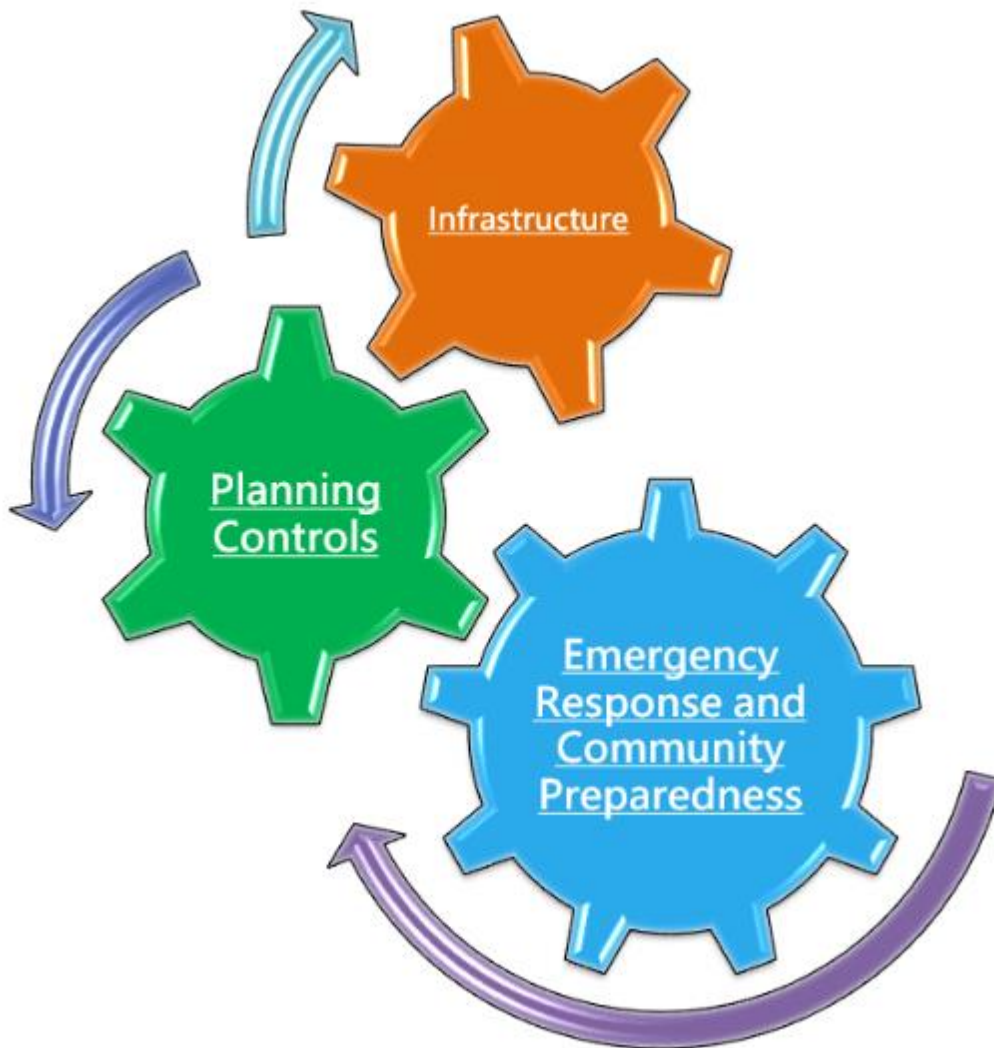 Infrastructure
Planning
Controls
Emergency
Response and
Community
Preparedness